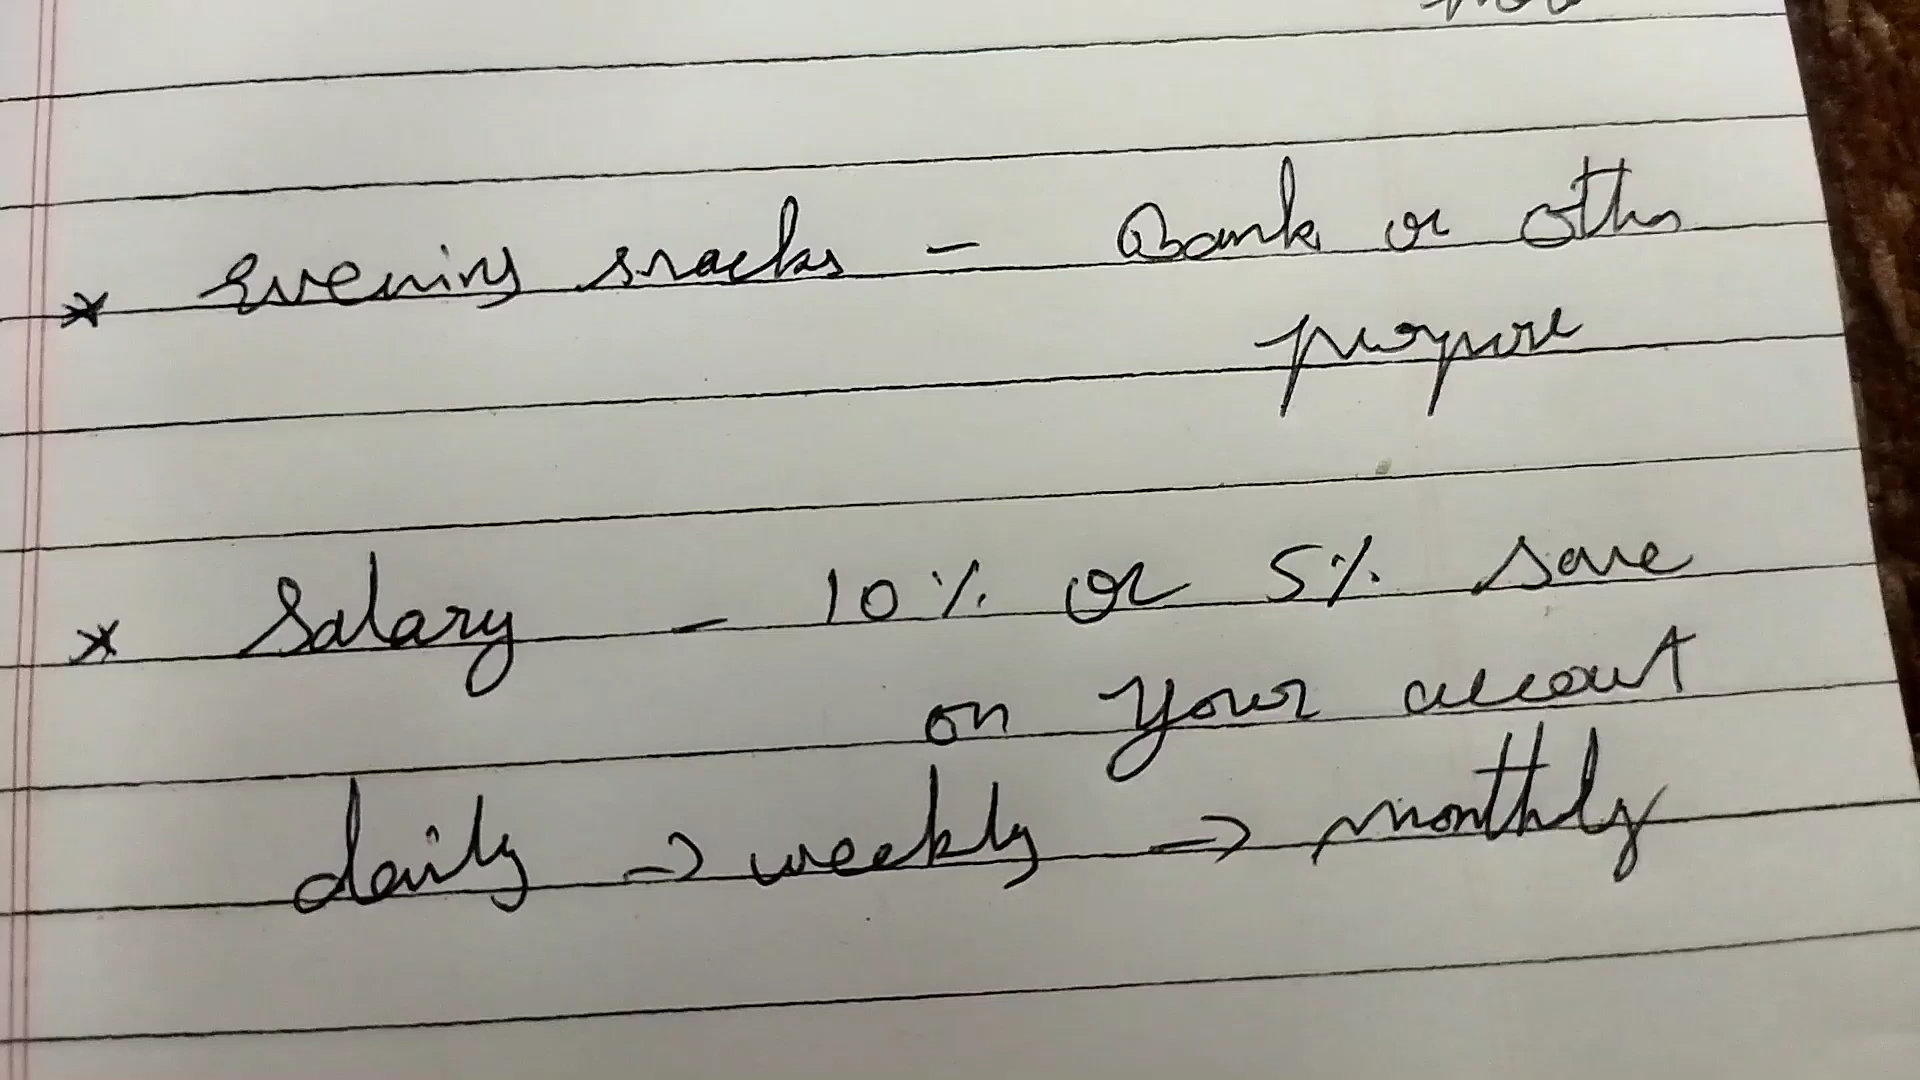 * Evening snacks - Bank or other
purpose
* Salary - 10% or 5% save
on your account
daily → weekly → monthly